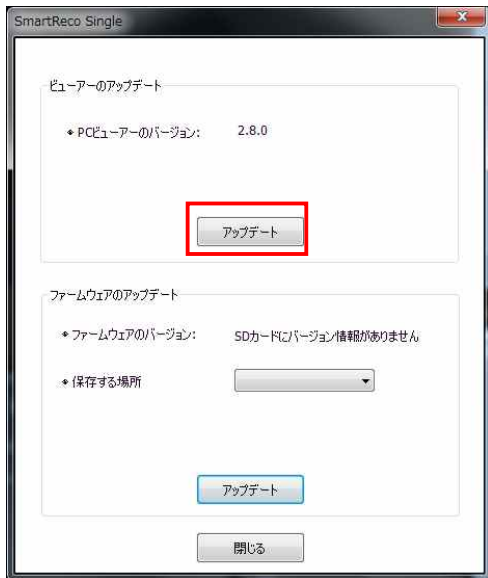 SmartReco Single
ビューアーのアップデート
◆ PCビューアーのバージョン: 2.8.0
アップデート
ファームウェアのアップデート
◆ ファームウェアのバージョン: SDカードにバージョン情報がありません
◆ 保存する場所
アップデート
閉じる